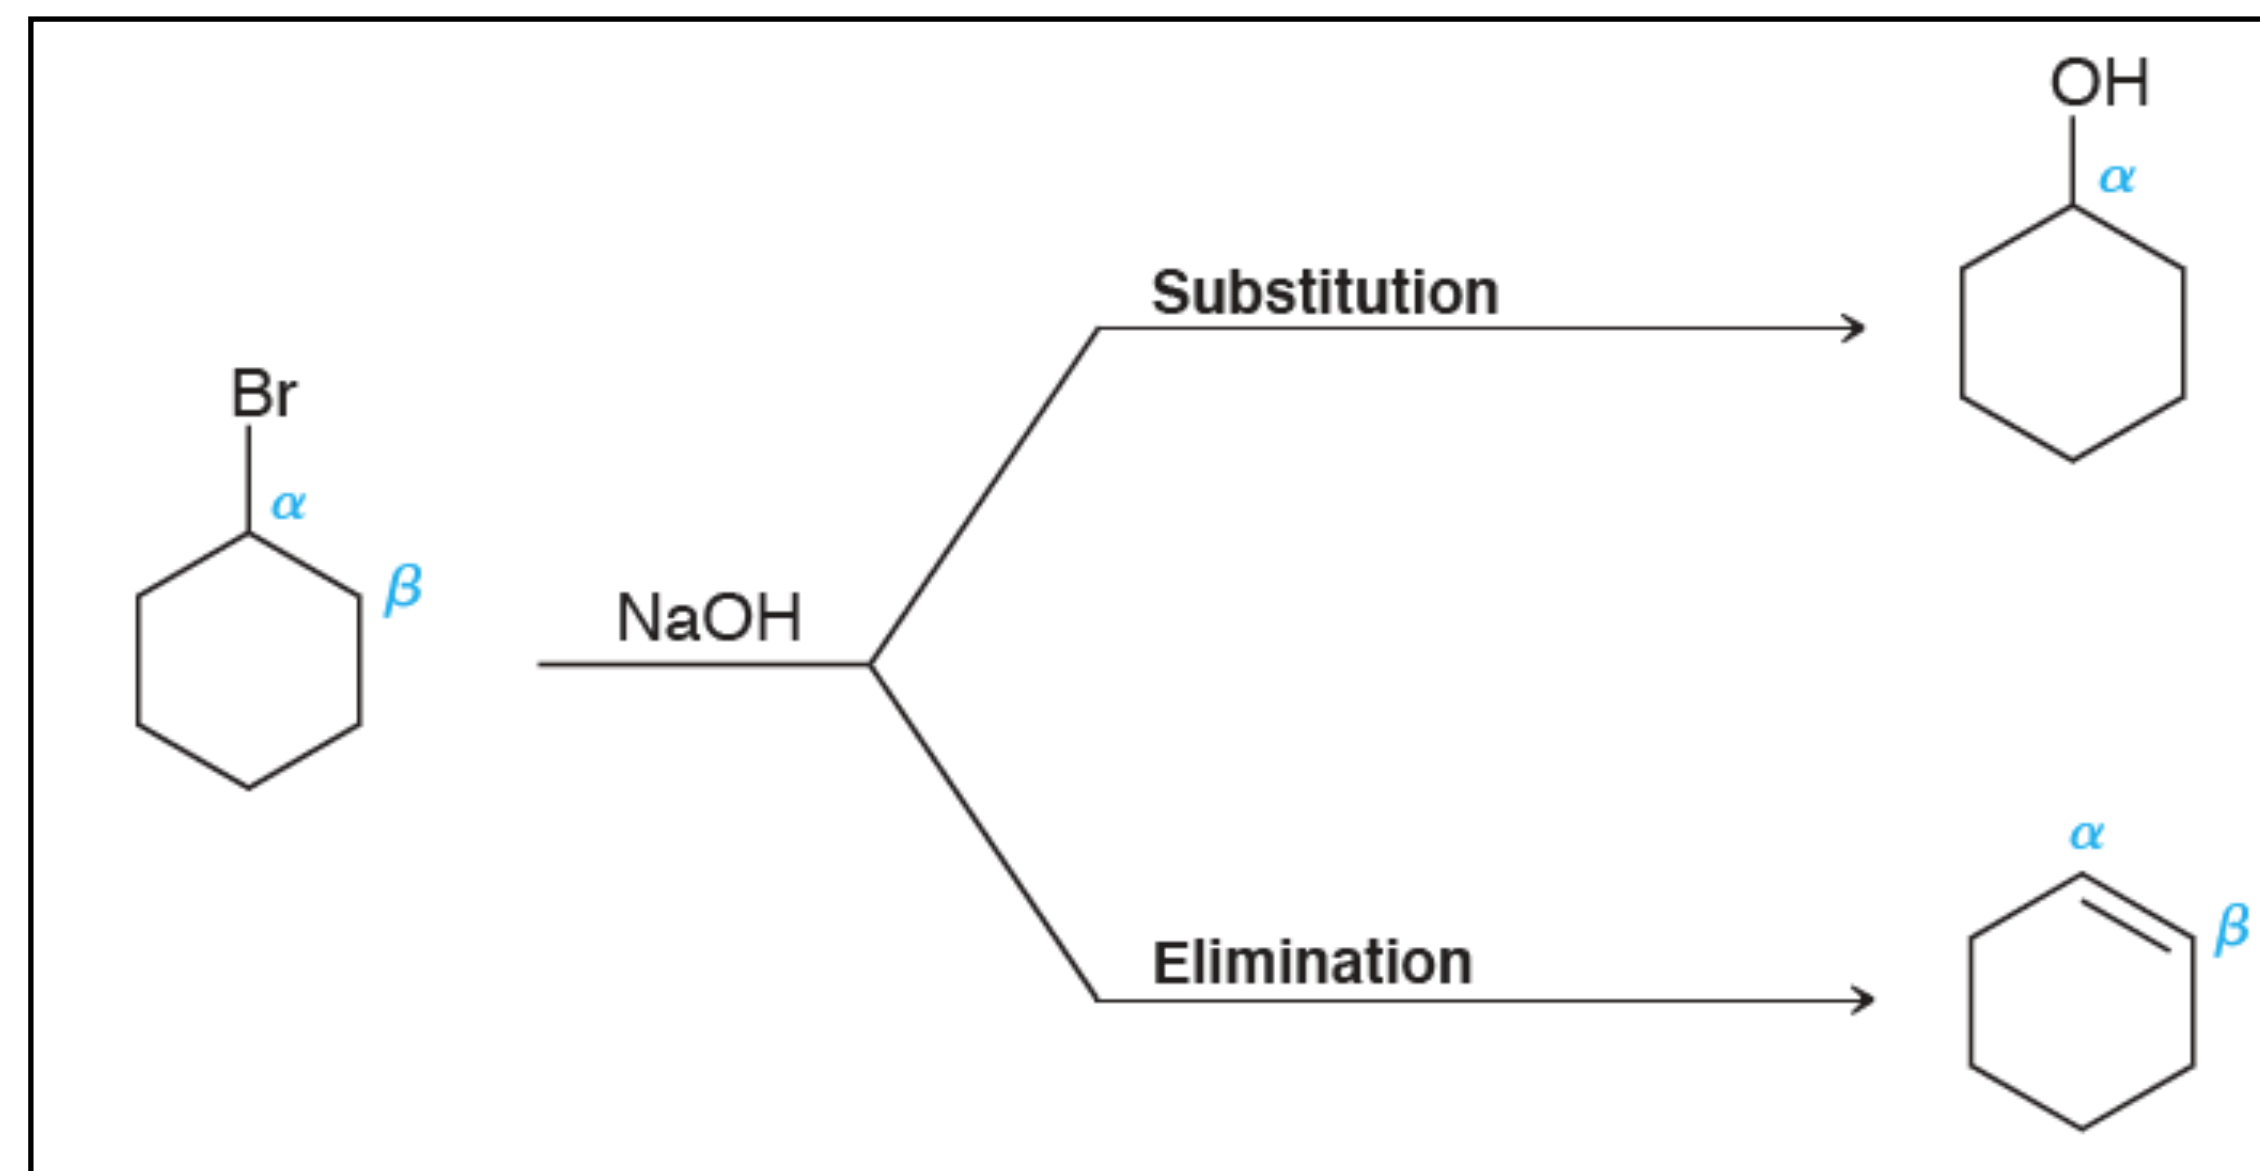 OH
α
Substitution
Br
α
β
NaOH
α
β
Elimination